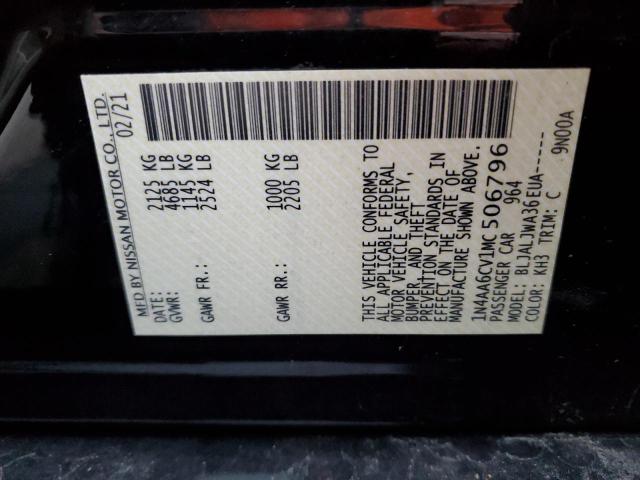 MFD BY NISSAN MOTOR CO., LTD.
DATE: 02/21
GVWR: 2125 KG
4685 LB
GAWR FR: 1145 KG
2524 LB
GAWR RR: 1000 KG
2205 LB
THIS VEHICLE CONFORMS TO
ALL APPLICABLE FEDERAL
MOTOR VEHICLE SAFETY,
BUMPER, AND THEFT
PREVENTION STANDARDS IN
EFFECT ON THE DATE OF
MANUFACTURE SHOWN ABOVE.
1N4AA6CV1MC506796
PASSENGER CAR 964
MODEL: BLJALJWA36EUA-----
COLOR: KH3 TRIM: C 9N00A